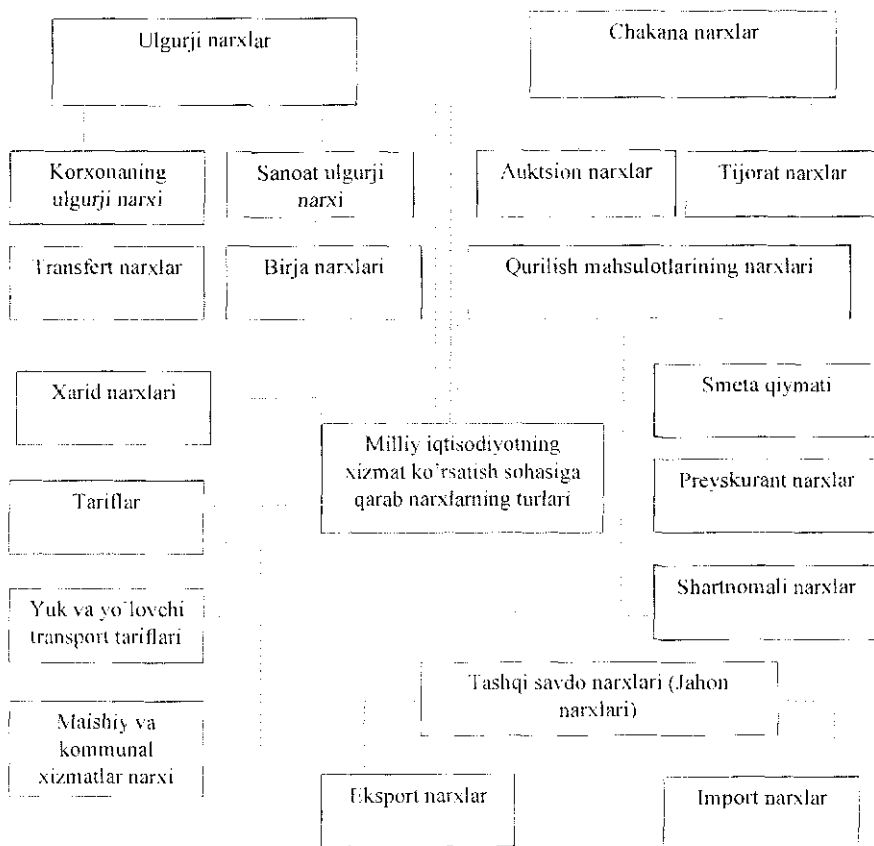 Ulgurji narxlar
Chakana narxlar
Korxonaning
ulgurji narxi
Sanoat ulgurji
narxi
Auktsion narxlar
Tijorat narxlar
Transfert narxlar
Birja narxlari
Qurilish mahsulotlarining narxlari
Xarid narxlari
Smeta qiymati
Milliy iqtisodiyotning
xizmat ko'rsatish sohasiga
qarab narxlarning turlari
Preyskurant narxlar
Tariflar
Shartnomali narxlar
Yuk va yo'lovchi
transport tariflari
Tashqi savdo narxlari (Jahon
narxlari)
Maishiy va
kommunal
xizmatlar narxi
Eksport narxlar
Import narxlar